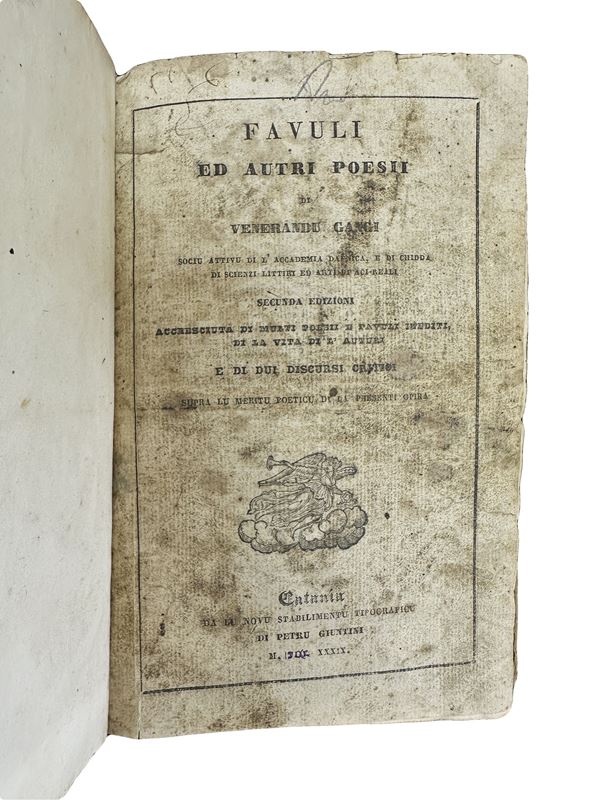 FAVULI
ED AUTRI POESII
DI
VENERANDU GANGI
SOCIU ATTIVU DI L' ACCADEMIA DAFNICA, E DI CHIDDA
DI SCIENZI LITTIRI ED ARTI DI ACI-REALI
SECUNDA EDIZIONI
ACCRESCIUTA DI MULTI POESII E FAVULI INEDITI,
DI LA VITA DI L' AUTURI
E DI DUI DISCURSI CRITICI
SUPRA LU MERITU POETICU DI LA PRESENTI OPIRA
Catania
DA LU NOVU STABILIMENTU TIPOGRAFICU
DI PETRU GIUNTINI
M. XXXIX.